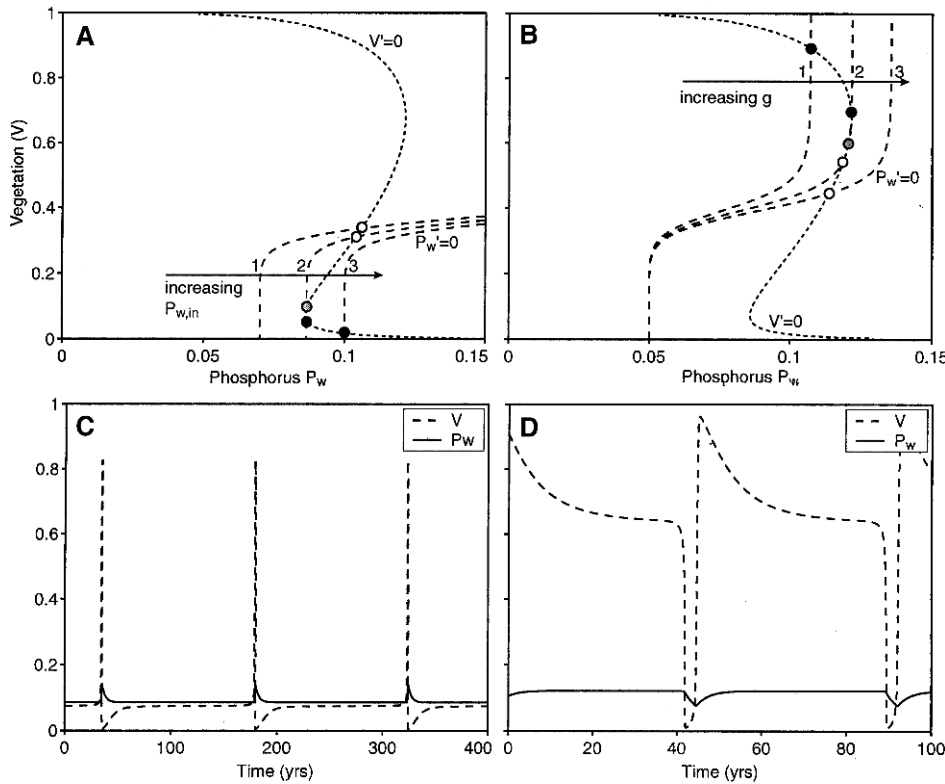 A
V'=0
1
2
3
P_w'=0
increasing
P_w,in
Vegetation (V)
1
0.8
0.6
0.4
0.2
0
0
0.05
0.1
0.15
Phosphorus P_w
B
1
2
3
increasing g
P_w'=0
V'=0
0
0.05
0.1
0.15
Phosphorus P_w
C
V
Pw
1
0.8
0.6
0.4
0.2
0
0
100
200
300
400
Time (yrs)
D
V
P_w
0
20
40
60
80
100
Time (yrs)